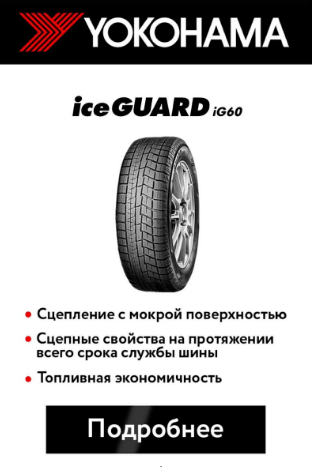 YOKOHAMA
iceGUARD iG60
• Сцепление с мокрой поверхностью
• Сцепные свойства на протяжении
всего срока службы шины
• Топливная экономичность
Подробнее